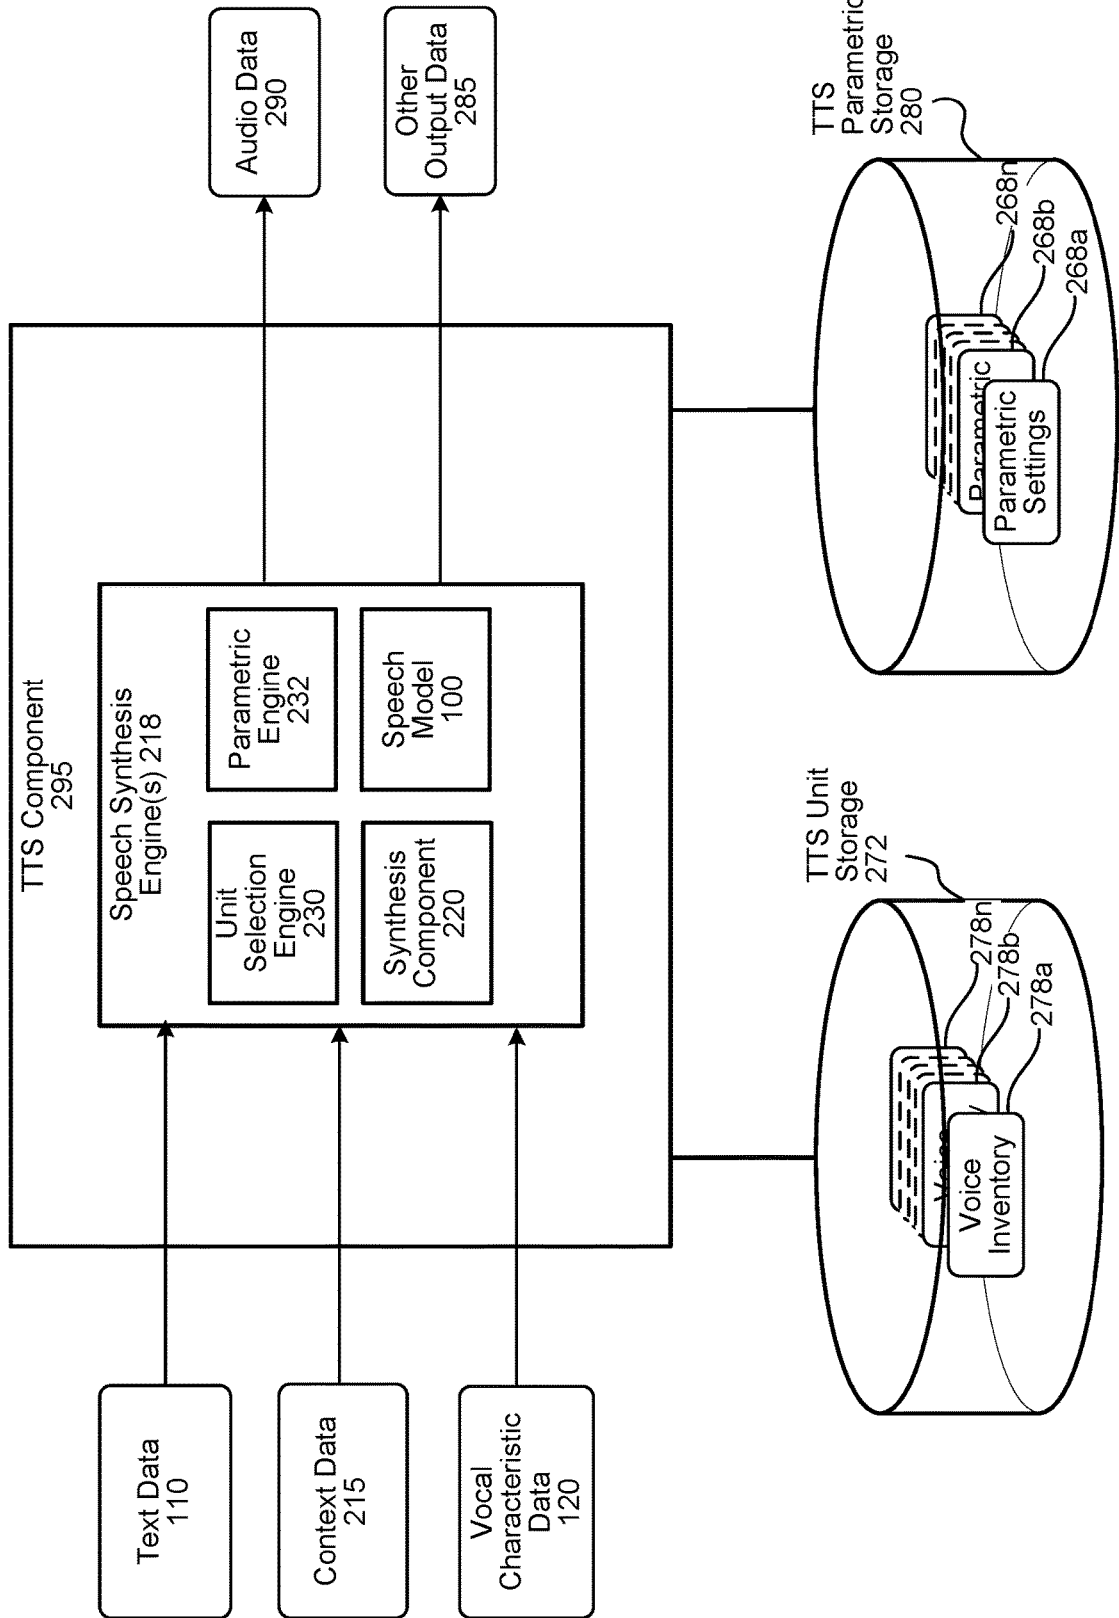 TTS Component
295
Speech Synthesis
Engine(s) 218
Text Data
110
Context Data
215
Vocal
Characteristic
Data
120
Unit
Selection
Engine
230
Parametric
Engine
232
Synthesis
Component
220
Speech
Model
100
Audio Data
290
Other
Output Data
285
TTS Unit
Storage
272
278n
278b
278a
Voice
Voice
Inventory
TTS
Parametric
Storage
280
268n
268b
268a
Parametric
Parametric
Settings